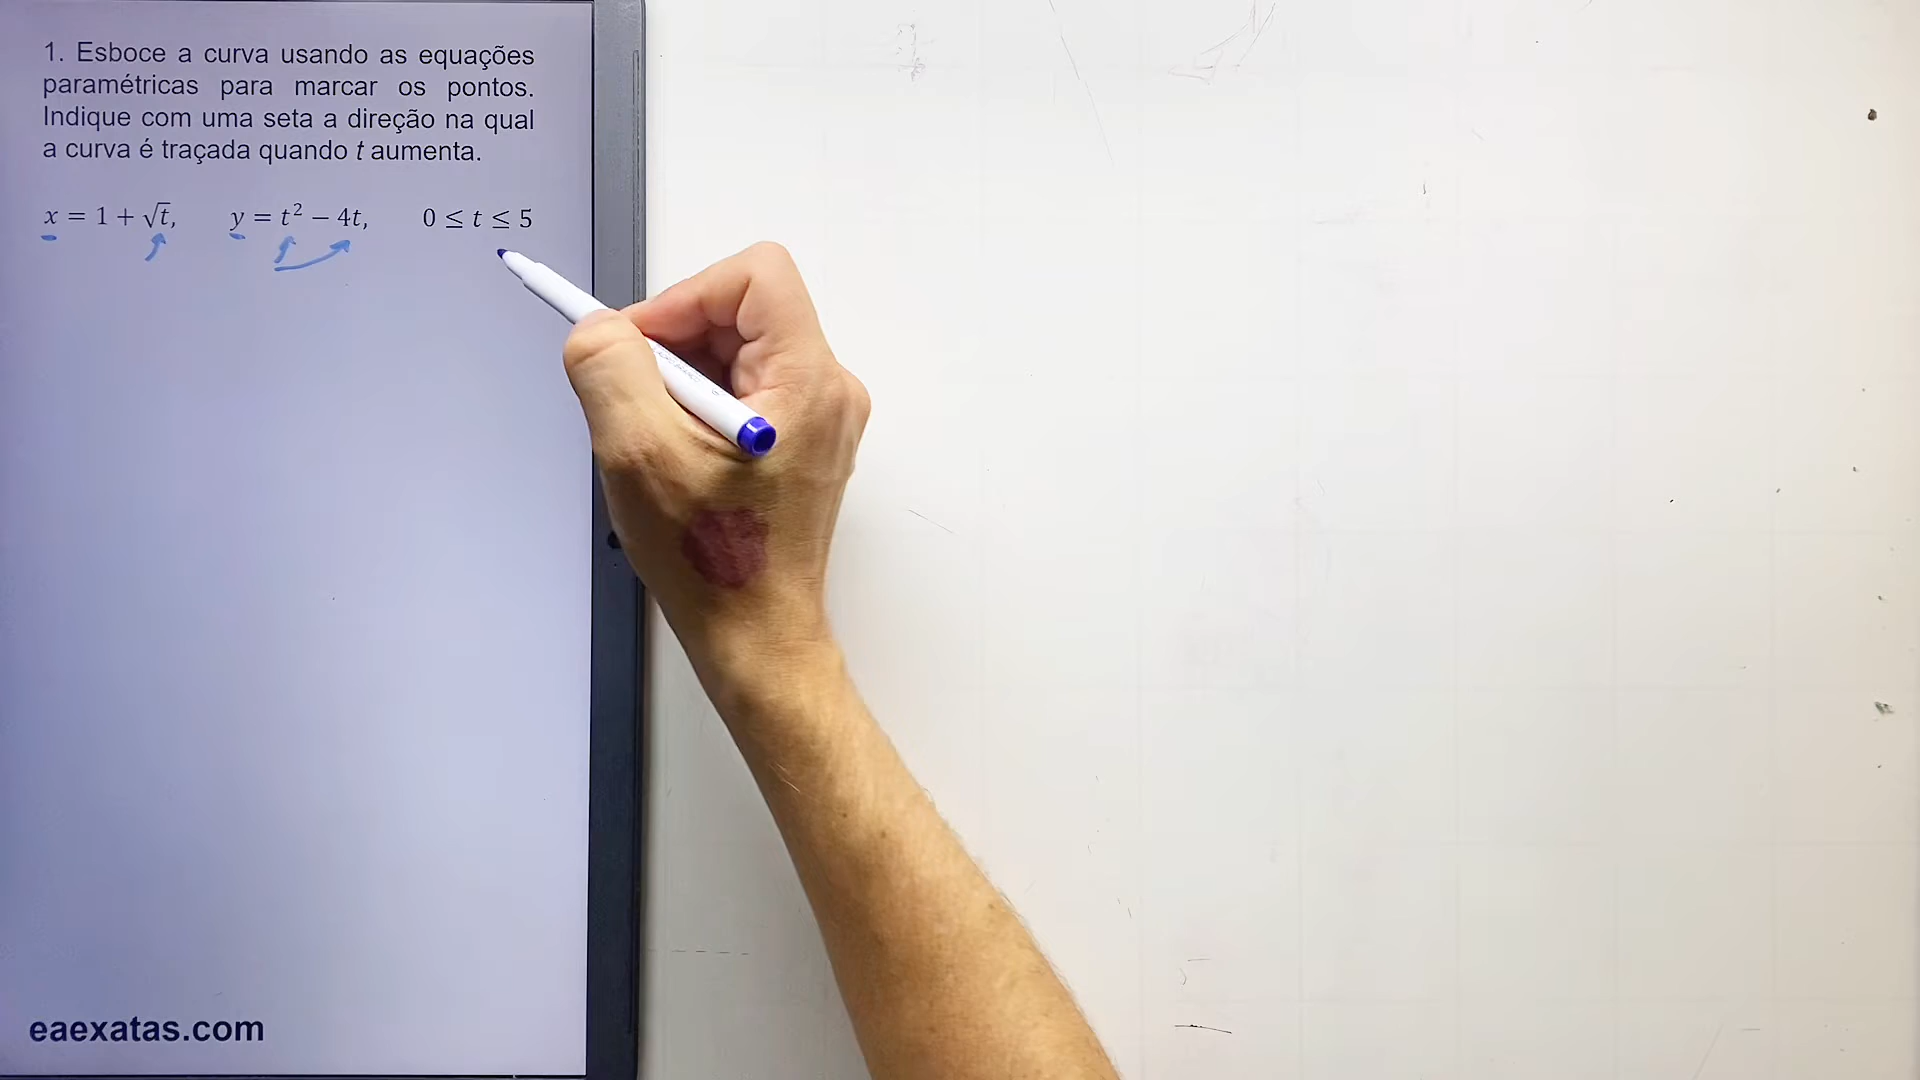 1. Esboce a curva usando as equações
paramétricas para marcar os pontos.
Indique com uma seta a direção na qual
a curva é traçada quando t aumenta.
x = 1 + √t, y = t² − 4t, 0 ≤ t ≤ 5
eaexatas.com